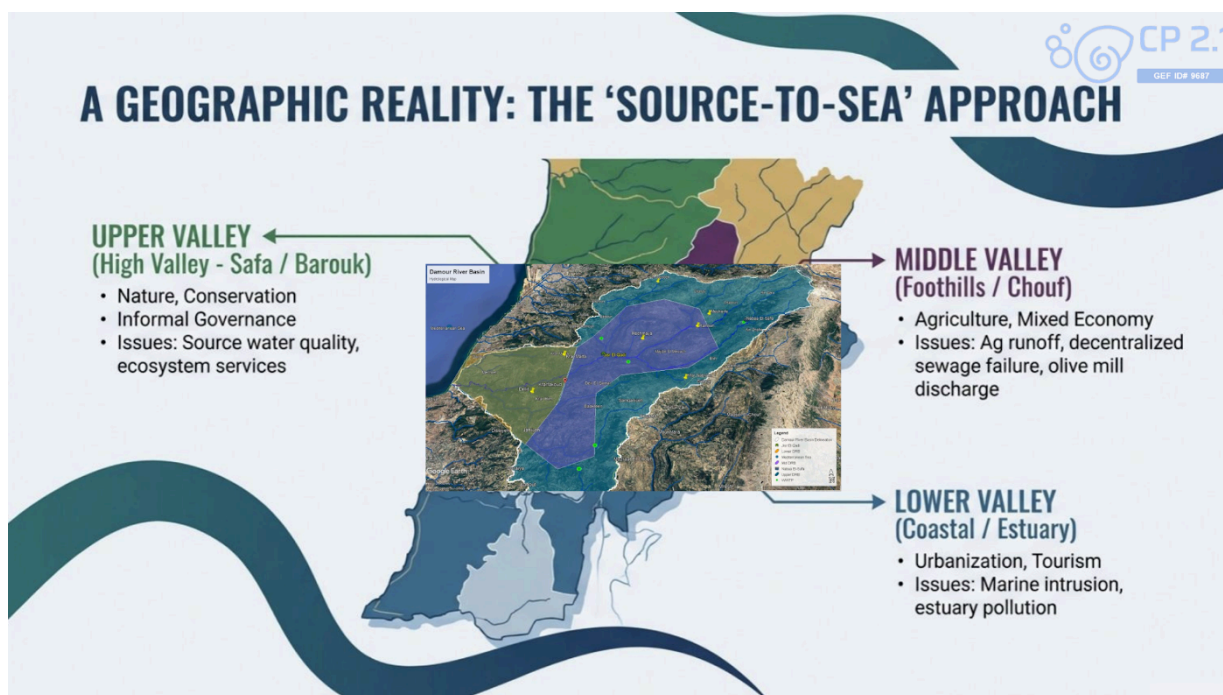 CP 2.1
GEF ID# 9687
A GEOGRAPHIC REALITY: THE ‘SOURCE-TO-SEA’ APPROACH
UPPER VALLEY
(High Valley - Safa / Barouk)
• Nature, Conservation
• Informal Governance
• Issues: Source water quality,
ecosystem services
Damour River Basin
Google Earth
Legend
MIDDLE VALLEY
(Foothills / Chouf)
• Agriculture, Mixed Economy
• Issues: Ag runoff, decentralized
sewage failure, olive mill
discharge
LOWER VALLEY
(Coastal / Estuary)
• Urbanization, Tourism
• Issues: Marine intrusion,
estuary pollution